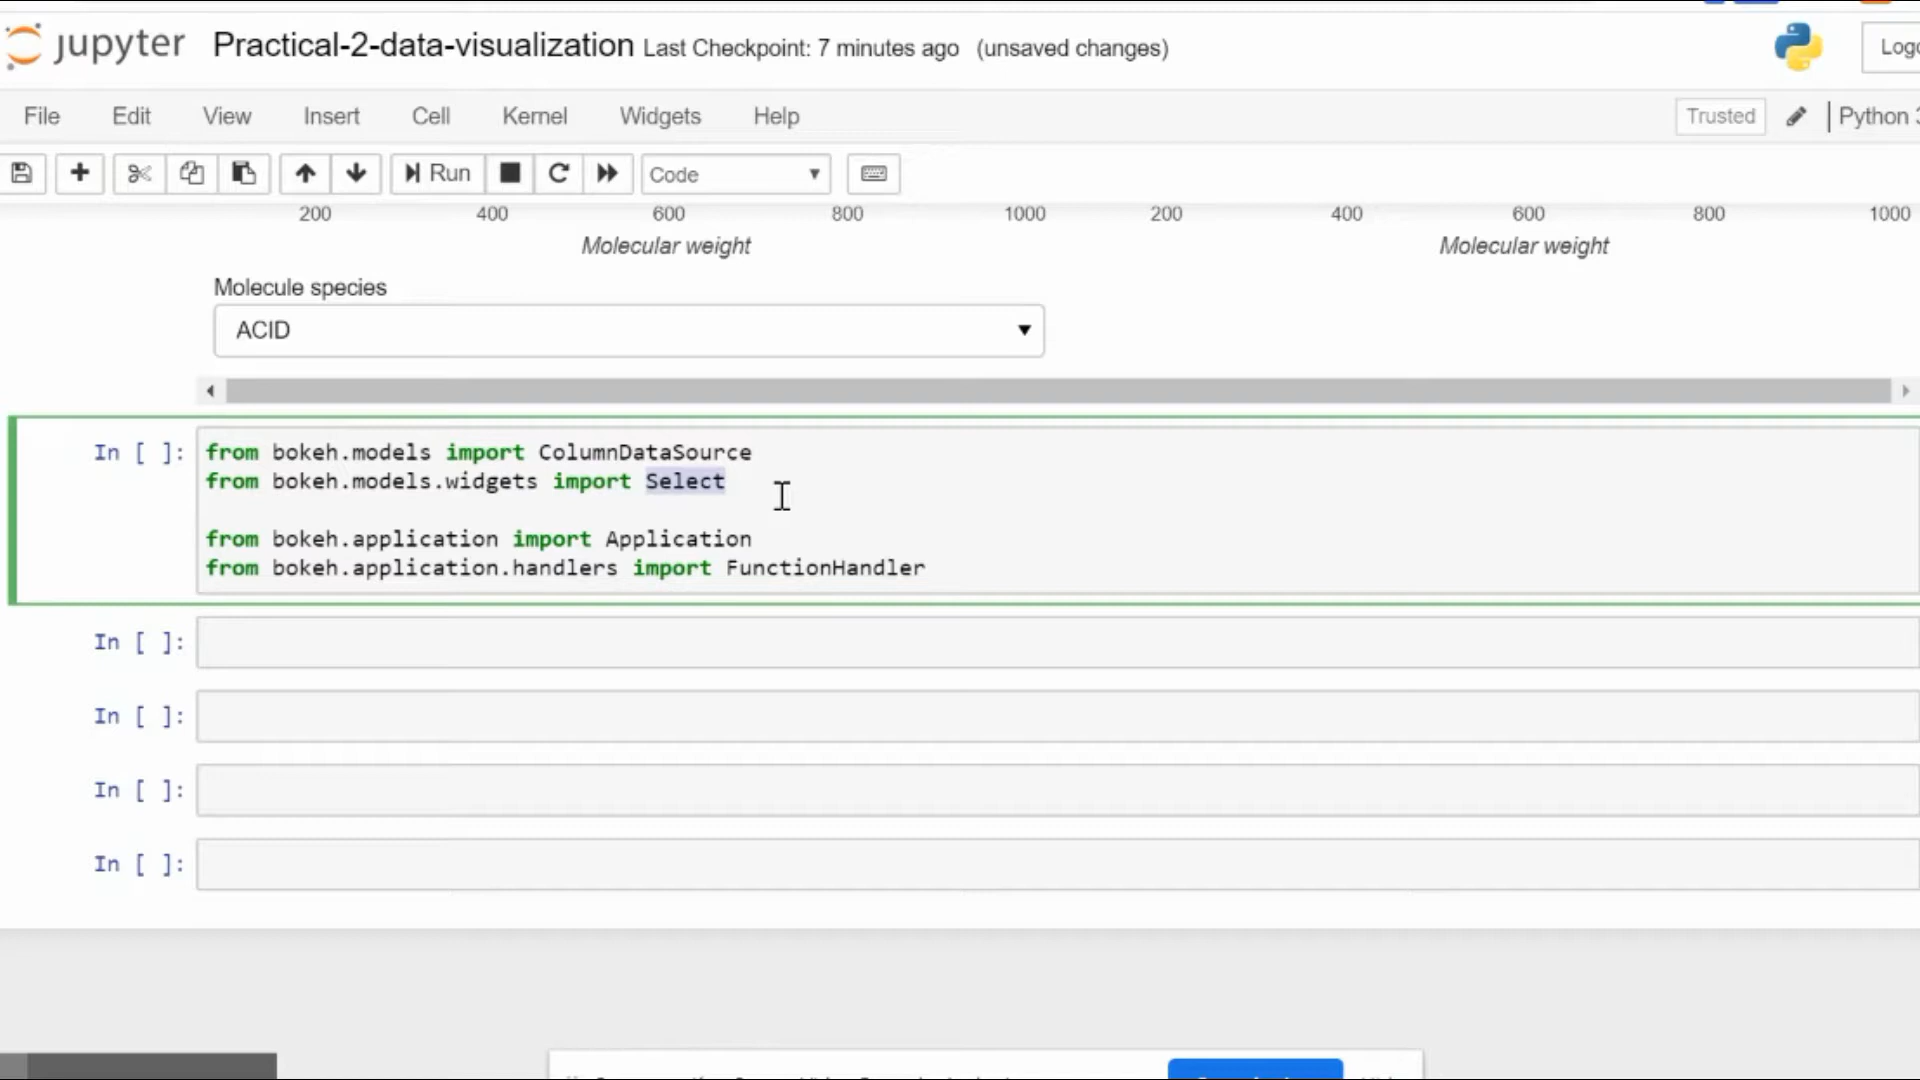 jupyter Practical-2-data-visualization Last Checkpoint: 7 minutes ago (unsaved changes)
File Edit View Insert Cell Kernel Widgets Help Trusted Python 3
Run Code
200 400 600 800 1000 200 400 600 800 1000
Molecular weight Molecular weight
Molecule species
ACID
In [ ]: from bokeh.models import ColumnDataSource
from bokeh.models.widgets import Select
from bokeh.application import Application
from bokeh.application.handlers import FunctionHandler
In [ ]:
In [ ]:
In [ ]:
In [ ]: